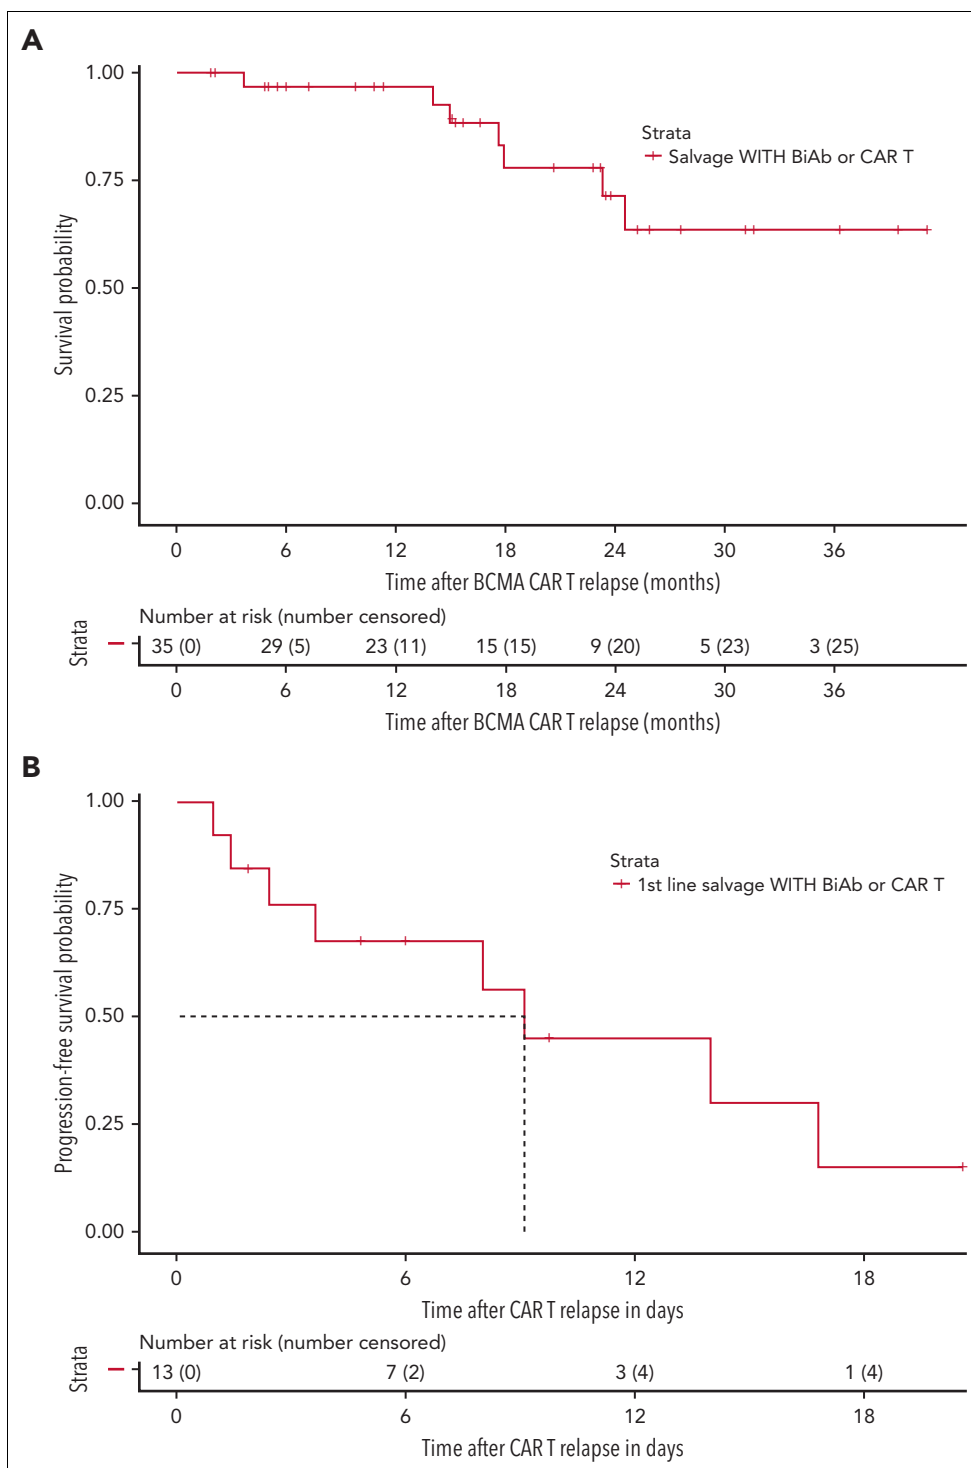 A
1.00
0.75
0.50
0.25
0.00
Survival probability
Strata
Salvage WITH BiAb or CAR T
0 6 12 18 24 30 36
Time after BCMA CAR T relapse (months)
Number at risk (number censored)
Strata
35 (0) 29 (5) 23 (11) 15 (15) 9 (20) 5 (23) 3 (25)
0 6 12 18 24 30 36
Time after BCMA CAR T relapse (months)
B
1.00
0.75
0.50
0.25
0.00
Progression-free survival probability
Strata
1st line salvage WITH BiAb or CAR T
0 6 12 18
Time after CAR T relapse in days
Number at risk (number censored)
Strata
13 (0) 7 (2) 3 (4) 1 (4)
0 6 12 18
Time after CAR T relapse in days